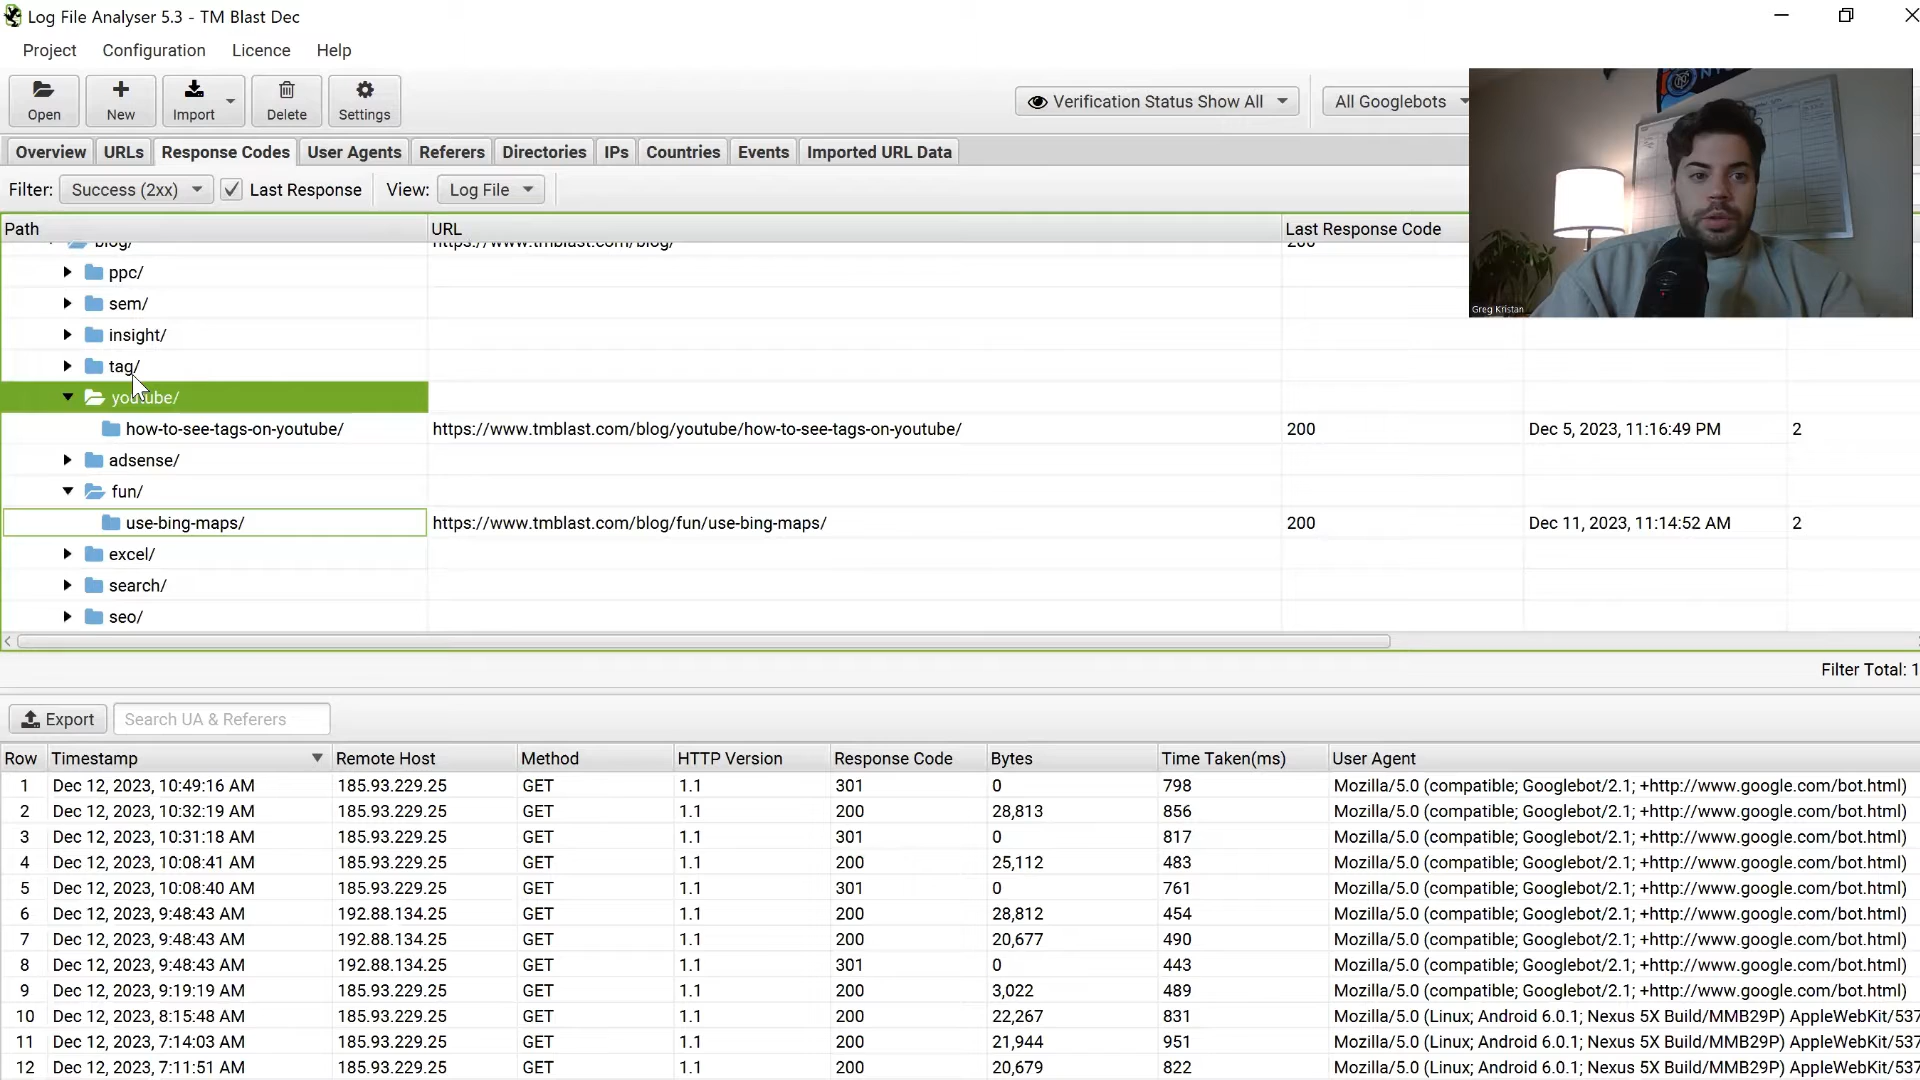 Log File Analyser 5.3 - TM Blast Dec
Project Configuration Licence Help
Open New Import Delete Settings Verification Status Show All All Googlebots
Overview URLs Response Codes User Agents Referers Directories IPs Countries Events Imported URL Data
Filter: Success (2xx) Last Response View: Log File
Path URL Last Response Code
blog/ https://www.tmblast.com/blog/ 200
ppc/
sem/
insight/
Greg Kristan
tag/
youtube/
how-to-see-tags-on-youtube/ https://www.tmblast.com/blog/youtube/how-to-see-tags-on-youtube/ 200 Dec 5, 2023, 11:16:49 PM 2
adsense/
fun/
use-bing-maps/ https://www.tmblast.com/blog/fun/use-bing-maps/ 200 Dec 11, 2023, 11:14:52 AM 2
excel/
search/
seo/
Filter Total: 1
Export Search UA & Referers
Row Timestamp Remote Host Method HTTP Version Response Code Bytes Time Taken(ms) User Agent
1 Dec 12, 2023, 10:49:16 AM 185.93.229.25 GET 1.1 301 0 798 Mozilla/5.0 (compatible; Googlebot/2.1; +http://www.google.com/bot.html)
2 Dec 12, 2023, 10:32:19 AM 185.93.229.25 GET 1.1 200 28,813 856 Mozilla/5.0 (compatible; Googlebot/2.1; +http://www.google.com/bot.html)
3 Dec 12, 2023, 10:31:18 AM 185.93.229.25 GET 1.1 301 0 817 Mozilla/5.0 (compatible; Googlebot/2.1; +http://www.google.com/bot.html)
4 Dec 12, 2023, 10:08:41 AM 185.93.229.25 GET 1.1 200 25,112 483 Mozilla/5.0 (compatible; Googlebot/2.1; +http://www.google.com/bot.html)
5 Dec 12, 2023, 10:08:40 AM 185.93.229.25 GET 1.1 301 0 761 Mozilla/5.0 (compatible; Googlebot/2.1; +http://www.google.com/bot.html)
6 Dec 12, 2023, 9:48:43 AM 192.88.134.25 GET 1.1 200 28,812 454 Mozilla/5.0 (compatible; Googlebot/2.1; +http://www.google.com/bot.html)
7 Dec 12, 2023, 9:48:43 AM 192.88.134.25 GET 1.1 200 20,677 490 Mozilla/5.0 (compatible; Googlebot/2.1; +http://www.google.com/bot.html)
8 Dec 12, 2023, 9:48:43 AM 192.88.134.25 GET 1.1 301 0 443 Mozilla/5.0 (compatible; Googlebot/2.1; +http://www.google.com/bot.html)
9 Dec 12, 2023, 9:19:19 AM 185.93.229.25 GET 1.1 200 3,022 489 Mozilla/5.0 (compatible; Googlebot/2.1; +http://www.google.com/bot.html)
10 Dec 12, 2023, 8:15:48 AM 185.93.229.25 GET 1.1 200 22,267 831 Mozilla/5.0 (Linux; Android 6.0.1; Nexus 5X Build/MMB29P) AppleWebKit/537
11 Dec 12, 2023, 7:14:03 AM 185.93.229.25 GET 1.1 200 21,944 951 Mozilla/5.0 (Linux; Android 6.0.1; Nexus 5X Build/MMB29P) AppleWebKit/537
12 Dec 12, 2023, 7:11:51 AM 185.93.229.25 GET 1.1 200 20,679 822 Mozilla/5.0 (Linux; Android 6.0.1; Nexus 5X Build/MMB29P) AppleWebKit/537